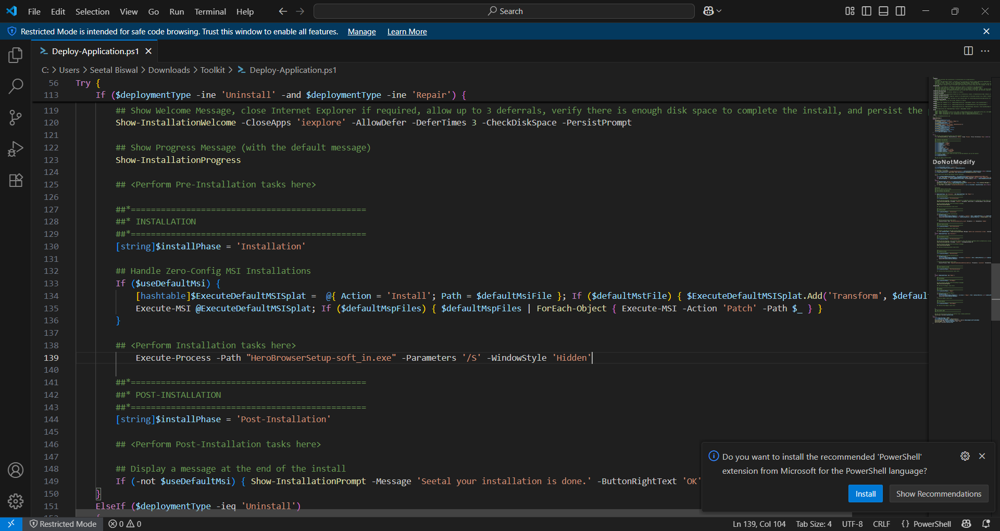 File Edit Selection View Go Run Terminal Help
Search
Restricted Mode is intended for safe code browsing. Trust this window to enable all features. Manage Learn More
Deploy-Application.ps1
C: > Users > Seetal Biswal > Downloads > Toolkit > Deploy-Application.ps1
56 Try {
113 If ($deploymentType -ine 'Uninstall' -and $deploymentType -ine 'Repair') {
119 ## Show Welcome Message, close Internet Explorer if required, allow up to 3 deferrals, verify there is enough disk space to complete the install, and persist the
120 Show-InstallationWelcome -CloseApps 'iexplore' -AllowDefer -DeferTimes 3 -CheckDiskSpace -PersistPrompt
121
122 ## Show Progress Message (with the default message)
123 Show-InstallationProgress
124
125 ## <Perform Pre-Installation tasks here>
126
127 ##*===============================================
128 ##* INSTALLATION
129 ##*===============================================
130 [string]$installPhase = 'Installation'
131
132 ## Handle Zero-Config MSI Installations
133 If ($useDefaultMsi) {
134 [hashtable]$ExecuteDefaultMSISplat =  @{ Action = 'Install'; Path = $defaultMsiFile }; If ($defaultMstFile) { $ExecuteDefaultMSISplat.Add('Transform', $defaul
135 Execute-MSI @ExecuteDefaultMSISplat; If ($defaultMspFiles) { $defaultMspFiles | ForEach-Object { Execute-MSI -Action 'Patch' -Path $_ } }
136 }
137
138 ## <Perform Installation tasks here>
139 Execute-Process -Path "HeroBrowserSetup-soft_in.exe" -Parameters '/S' -WindowStyle 'Hidden'
140
141 ##*===============================================
142 ##* POST-INSTALLATION
143 ##*===============================================
144 [string]$installPhase = 'Post-Installation'
145
146 ## <Perform Post-Installation tasks here>
147
148 ## Display a message at the end of the install
149 If (-not $useDefaultMsi) { Show-InstallationPrompt -Message 'Seetal your installation is done.' -ButtonRightText 'OK'
150 }
151 ElseIf ($deploymentType -ieq 'Uninstall')
DoNotModify
Do you want to install the recommended 'PowerShell'
extension from Microsoft for the PowerShell language?
Install Show Recommendations
Restricted Mode 0 0 Ln 139, Col 104 Tab Size: 4 UTF-8 CRLF {} PowerShell